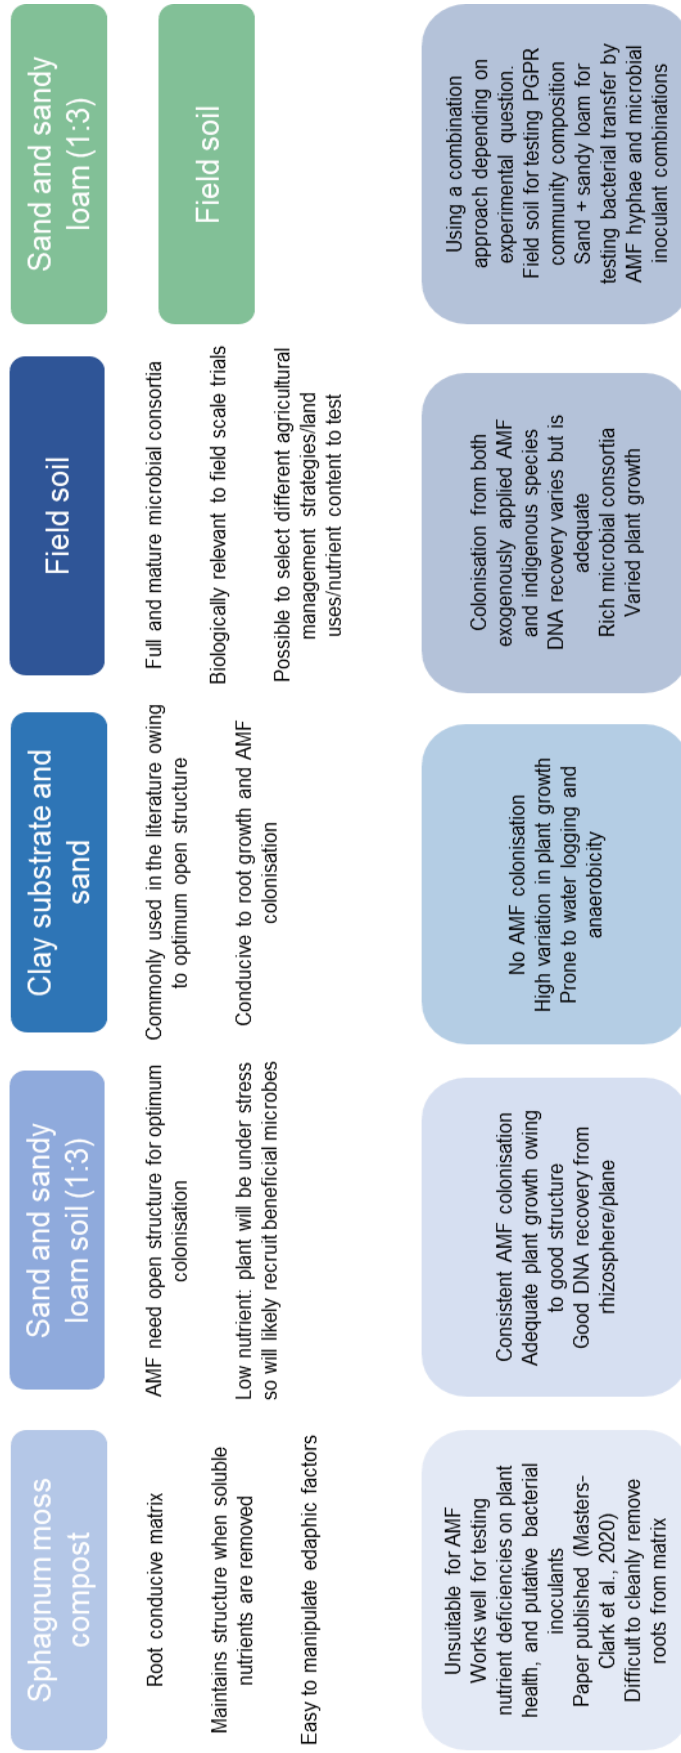 Sphagnum moss
compost
Root conducive matrix
Maintains structure when soluble
nutrients are removed
Easy to manipulate edaphic factors
Unsuitable for AMF
Works well for testing
nutrient deficiencies on plant
health, and putative bacterial
inoculants
Paper published (Masters-
Clark et al., 2020)
Difficult to cleanly remove
roots from matrix
Sand and sandy
loam soil (1:3)
AMF need open structure for optimum
colonisation
Low nutrient: plant will be under stress
so will likely recruit beneficial microbes
Consistent AMF colonisation
Adequate plant growth owing
to good structure
Good DNA recovery from
rhizosphere/plane
Clay substrate and
sand
Commonly used in the literature owing
to optimum open structure
Conducive to root growth and AMF
colonisation
No AMF colonisation
High variation in plant growth
Prone to water logging and
anaerobicity
Field soil
Full and mature microbial consortia
Biologically relevant to field scale trials
Possible to select different agricultural
management strategies/land
uses/nutrient content to test
Colonisation from both
exogenously applied AMF
and indigenous species
DNA recovery varies but is
adequate
Rich microbial consortia
Varied plant growth
Sand and sandy
loam (1:3)
Field soil
Using a combination
approach depending on
experimental question.
Field soil for testing PGPR
community composition
Sand + sandy loam for
testing bacterial transfer by
AMF hyphae and microbial
inoculant combinations